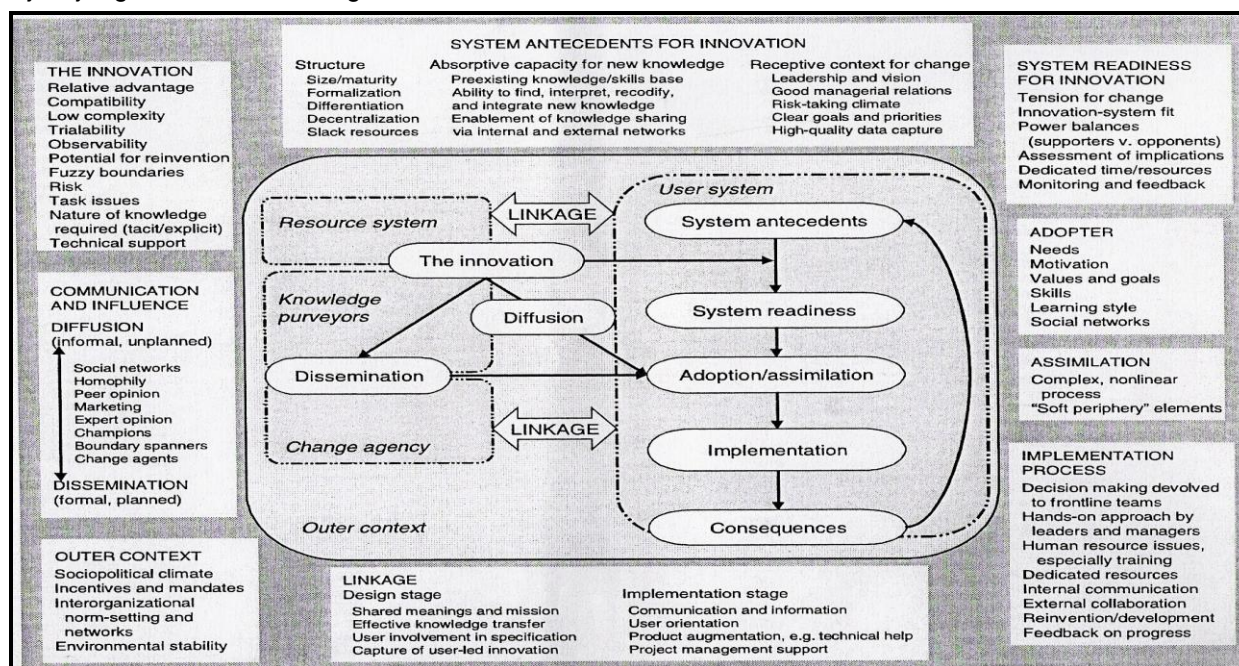 SYSTEM ANTECEDENTS FOR INNOVATION
Structure
Size/maturity
Formalization
Differentiation
Decentralization
Slack resources
Absorptive capacity for new knowledge
Preexisting knowledge/skills base
Ability to find, interpret, recodify,
and integrate new knowledge
Enablement of knowledge sharing
via internal and external networks
Receptive context for change
Leadership and vision
Good managerial relations
Risk-taking climate
Clear goals and priorities
High-quality data capture
THE INNOVATION
Relative advantage
Compatibility
Low complexity
Trialability
Observability
Potential for reinvention
Fuzzy boundaries
Risk
Task issues
Nature of knowledge
required (tacit/explicit)
Technical support
COMMUNICATION
AND INFLUENCE
DIFFUSION
(informal, unplanned)
Social networks
Homophily
Peer opinion
Marketing
Expert opinion
Champions
Boundary spanners
Change agents
DISSEMINATION
(formal, planned)
OUTER CONTEXT
Sociopolitical climate
Incentives and mandates
Interorganizational
norm-setting and
networks
Environmental stability
Resource system
LINKAGE
User system
System antecedents
The innovation
Knowledge
purveyors
Diffusion
System readiness
Dissemination
Adoption/assimilation
Change agency
LINKAGE
Implementation
Outer context
Consequences
LINKAGE
Design stage
Shared meanings and mission
Effective knowledge transfer
User involvement in specification
Capture of user-led innovation
Implementation stage
Communication and information
User orientation
Product augmentation, e.g. technical help
Project management support
SYSTEM READINESS
FOR INNOVATION
Tension for change
Innovation-system fit
Power balances
(supporters v. opponents)
Assessment of implications
Dedicated time/resources
Monitoring and feedback
ADOPTER
Needs
Motivation
Values and goals
Skills
Learning style
Social networks
ASSIMILATION
Complex, nonlinear
process
"Soft periphery" elements
IMPLEMENTATION
PROCESS
Decision making devolved
to frontline teams
Hands-on approach by
leaders and managers
Human resource issues,
especially training
Dedicated resources
Internal communication
External collaboration
Reinvention/development
Feedback on progress